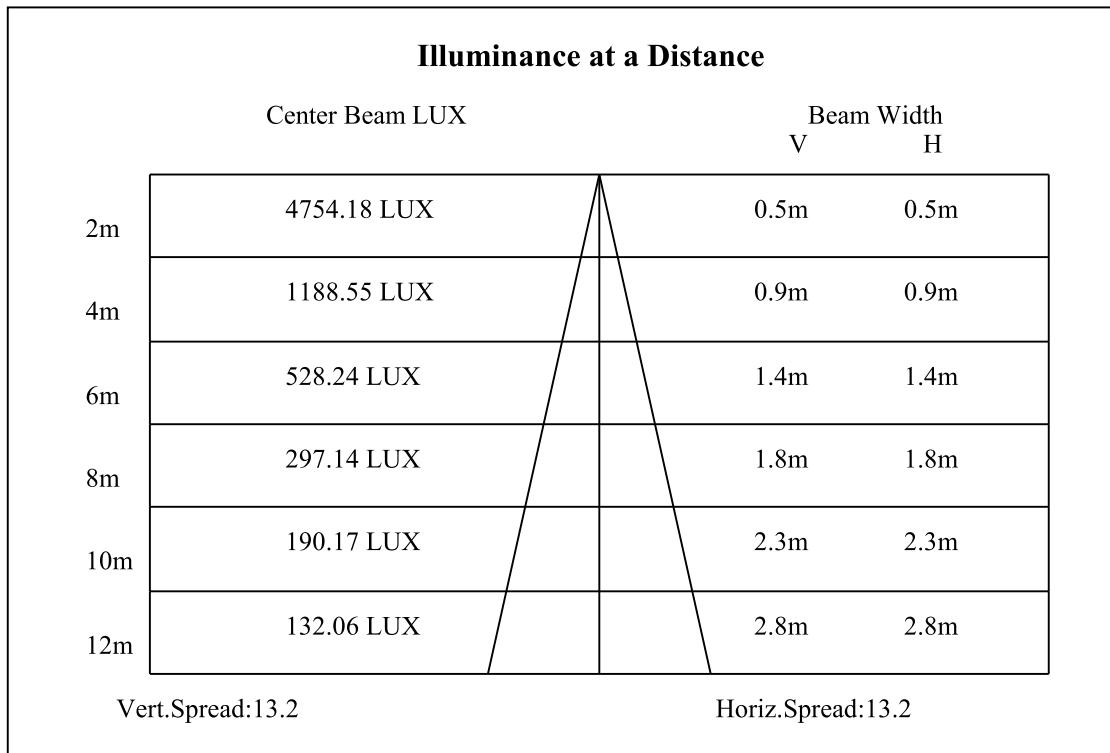 Illuminance at a Distance
Center Beam LUX Beam Width
V H
2m 4754.18 LUX 0.5m 0.5m
4m 1188.55 LUX 0.9m 0.9m
6m 528.24 LUX 1.4m 1.4m
8m 297.14 LUX 1.8m 1.8m
10m 190.17 LUX 2.3m 2.3m
12m 132.06 LUX 2.8m 2.8m
Vert.Spread:13.2 Horiz.Spread:13.2